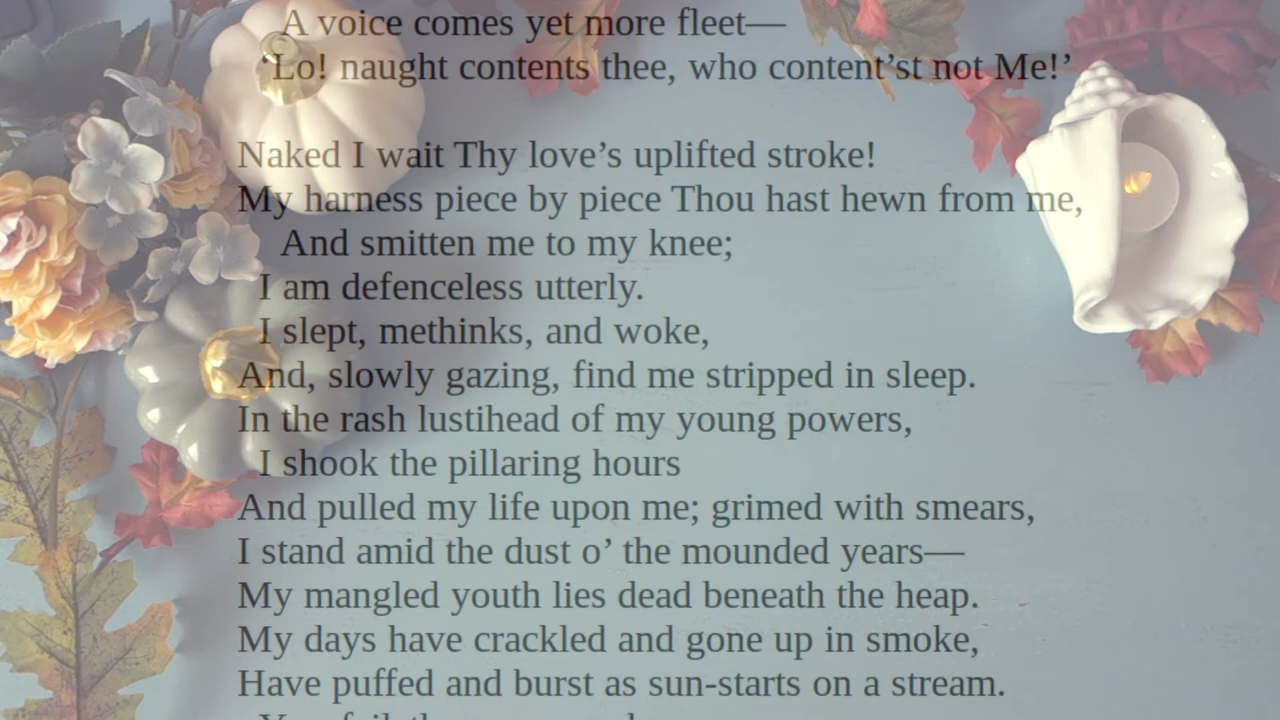 A voice comes yet more fleet—
‘Lo! naught contents thee, who content’st not Me!’
Naked I wait Thy love’s uplifted stroke!
My harness piece by piece Thou hast hewn from me,
And smitten me to my knee;
I am defenceless utterly.
I slept, methinks, and woke,
And, slowly gazing, find me stripped in sleep.
In the rash lustihead of my young powers,
I shook the pillaring hours
And pulled my life upon me; grimed with smears,
I stand amid the dust o’ the mounded years—
My mangled youth lies dead beneath the heap.
My days have crackled and gone up in smoke,
Have puffed and burst as sun-starts on a stream.